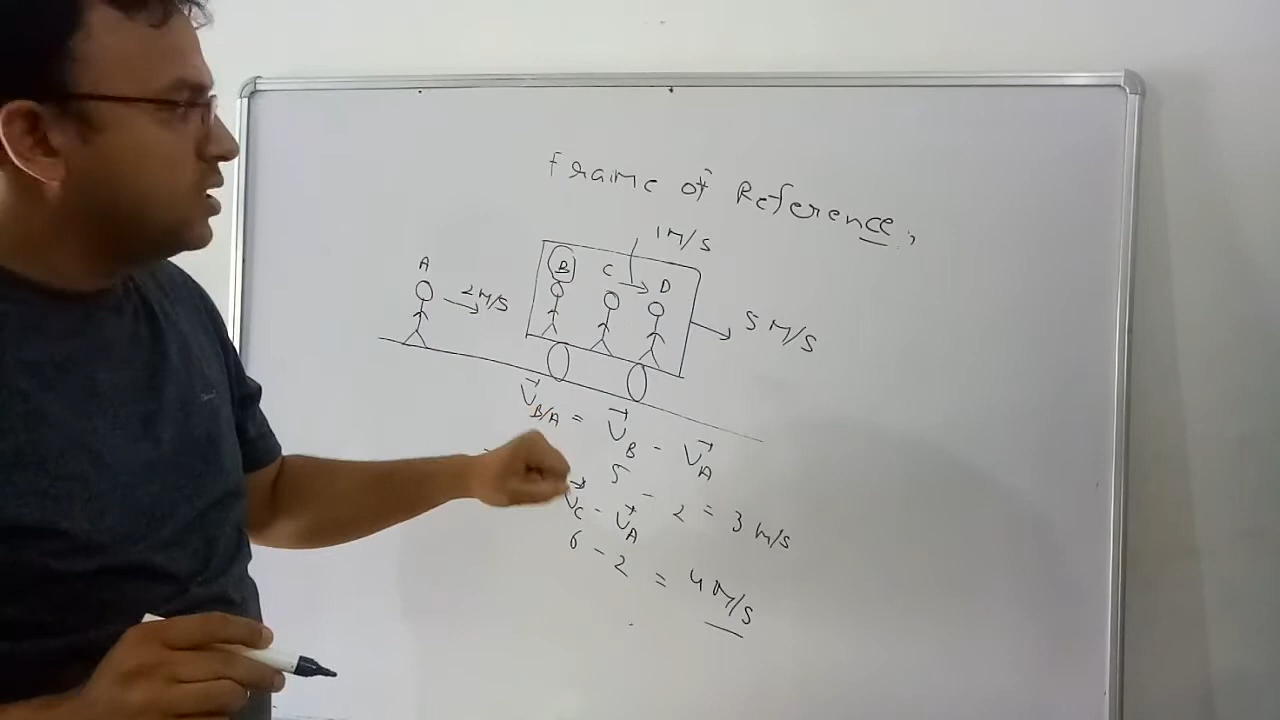 Frame of Reference,
1 M/S
A
B C D
2 M/S
5 M/S
V⃗B/A = V⃗B - V⃗A
5 - 2 = 3 m/s
V⃗C - V⃗A
6 - 2 = 4 M/S